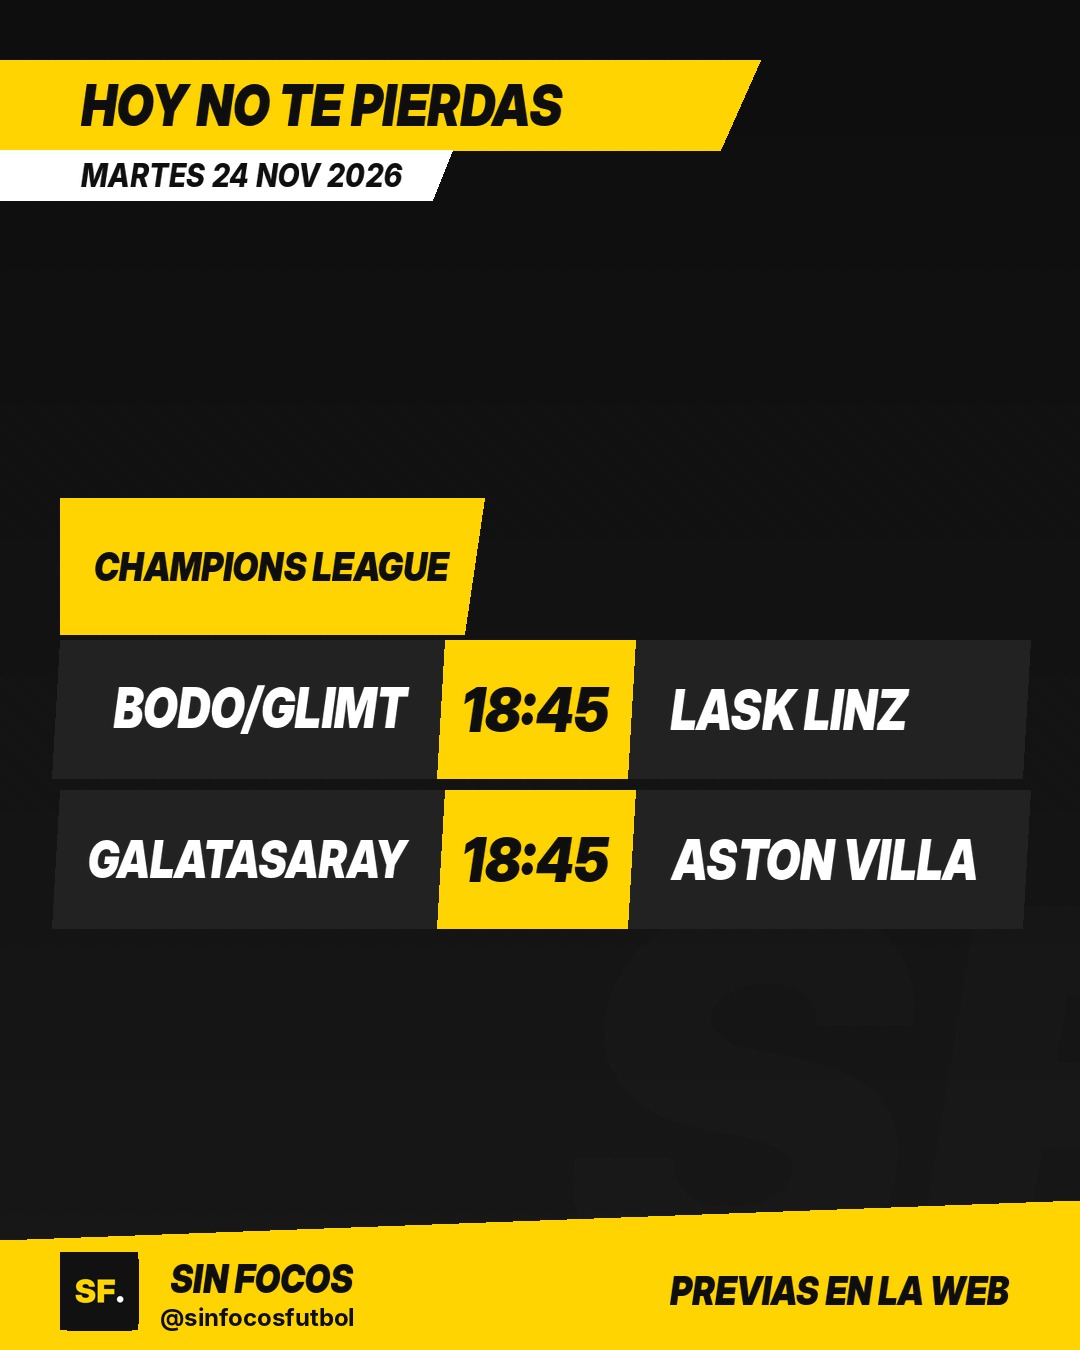 HOY NO TE PIERDAS
MARTES 24 NOV 2026
CHAMPIONS LEAGUE
BODO/GLIMT 18:45 LASK LINZ
GALATASARAY 18:45 ASTON VILLA
SF
SF.
SIN FOCOS
@sinfocosfutbol
PREVIAS EN LA WEB